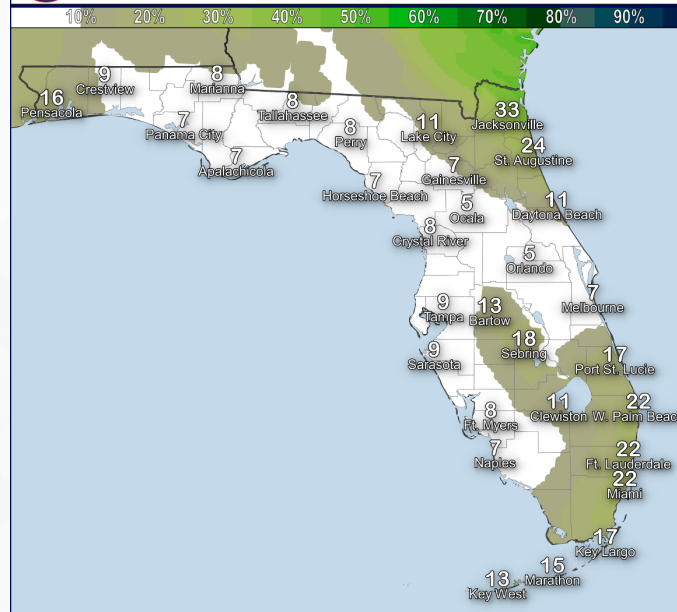 10% 20% 30% 40% 50% 60% 70% 80% 90%
8
Marianna
9
Crestview
16
Pensacola
8
Tallahassee
7
Panama City
8
Perry
11
Lake City
33
Jacksonville
24
St. Augustine
7
Apalachicola
7
Gainesville
7
Horseshoe Beach
5
Ocala
11
Daytona Beach
8
Crystal River
5
Orlando
7
Melbourne
9
Tampa
13
Bartow
18
Sebring
9
Sarasota
17
Port St. Lucie
8
Ft. Myers
11
Clewiston
22
W. Palm Beac
7
Naples
22
Ft. Lauderdale
22
Miami
17
Key Largo
15
Marathon
13
Key West